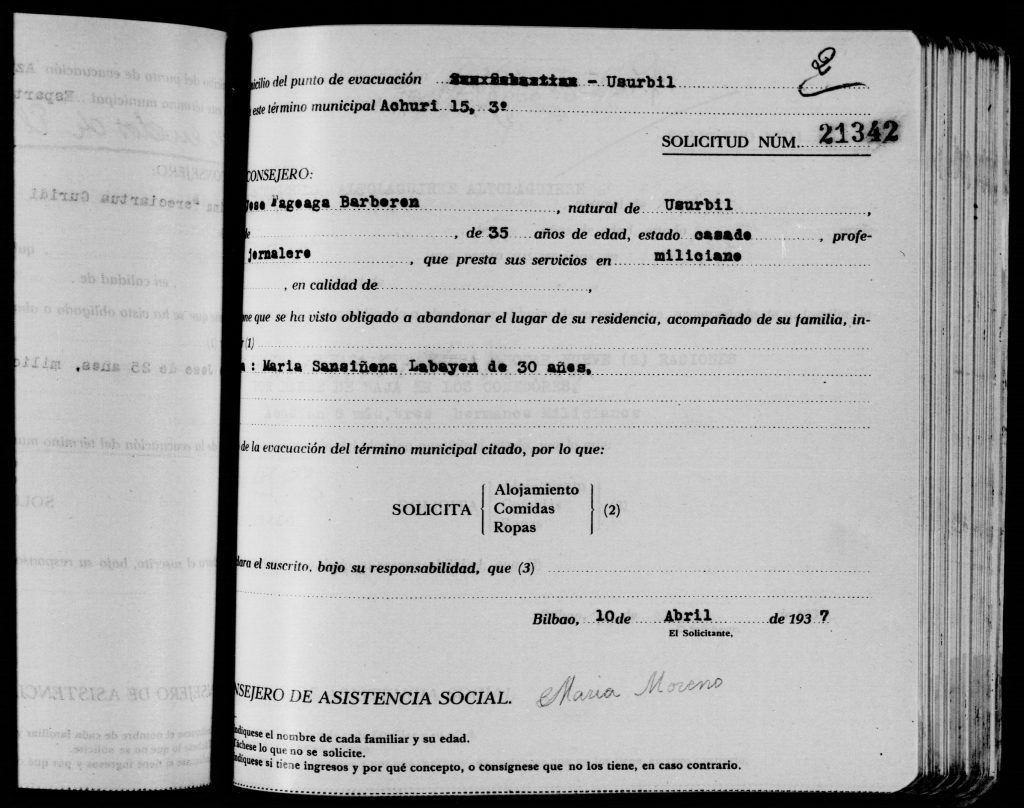 icilio del punto de evacuación - Usurbil
este término municipal Achuri 15, 3º
SOLICITUD NÚM. 21342
CONSEJERO:
Jose Fageaga Barberen, natural de Usurbil,
, de 35 años de edad, estado casado, profe-
jornalero, que presta sus servicios en miliciano
, en calidad de ,
ne que se ha visto obligado a abandonar el lugar de su residencia, acompañado de su familia, in-
(1)
a: Maria Sansiñena Labayen de 30 años.
de la evacuación del término municipal citado, por lo que:
SOLICITA Alojamiento
Comidas (2)
Ropas
lara el suscrito, bajo su responsabilidad, que (3)
Bilbao, 10 de Abril de 1937
El Solicitante,
NSEJERO DE ASISTENCIA SOCIAL. Maria Moreno
Indíquese el nombre de cada familiar y su edad.
Táchese lo que no se solicite.
Indíquese si tiene ingresos y por qué concepto, o consígnese que no los tiene, en caso contrario.